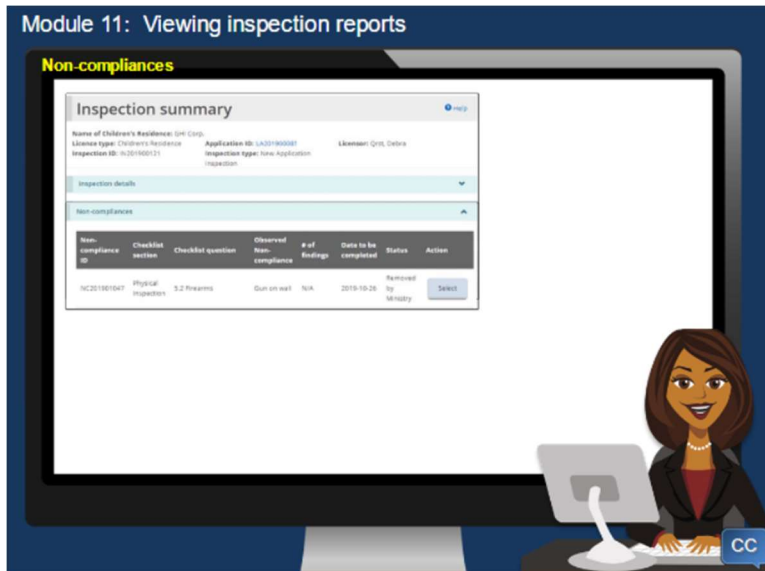 Module 11: Viewing inspection reports
Non-compliances
Inspection summary
Help
Name of Children's Residence: GHI Corp.
Licence type: Children's Residence Application ID: LA201900081 Licensor: Qrst, Debra
Inspection ID: IN201900121 Inspection type: New Application
Inspection
Inspection details
Non-compliances
Non-compliance ID Checklist section Checklist question Observed Non-compliance # of findings Date to be completed Status Action
NC201901047 Physical Inspection 5.2 Firearms Gun on wall N/A 2019-10-26 Removed by Ministry Select
CC